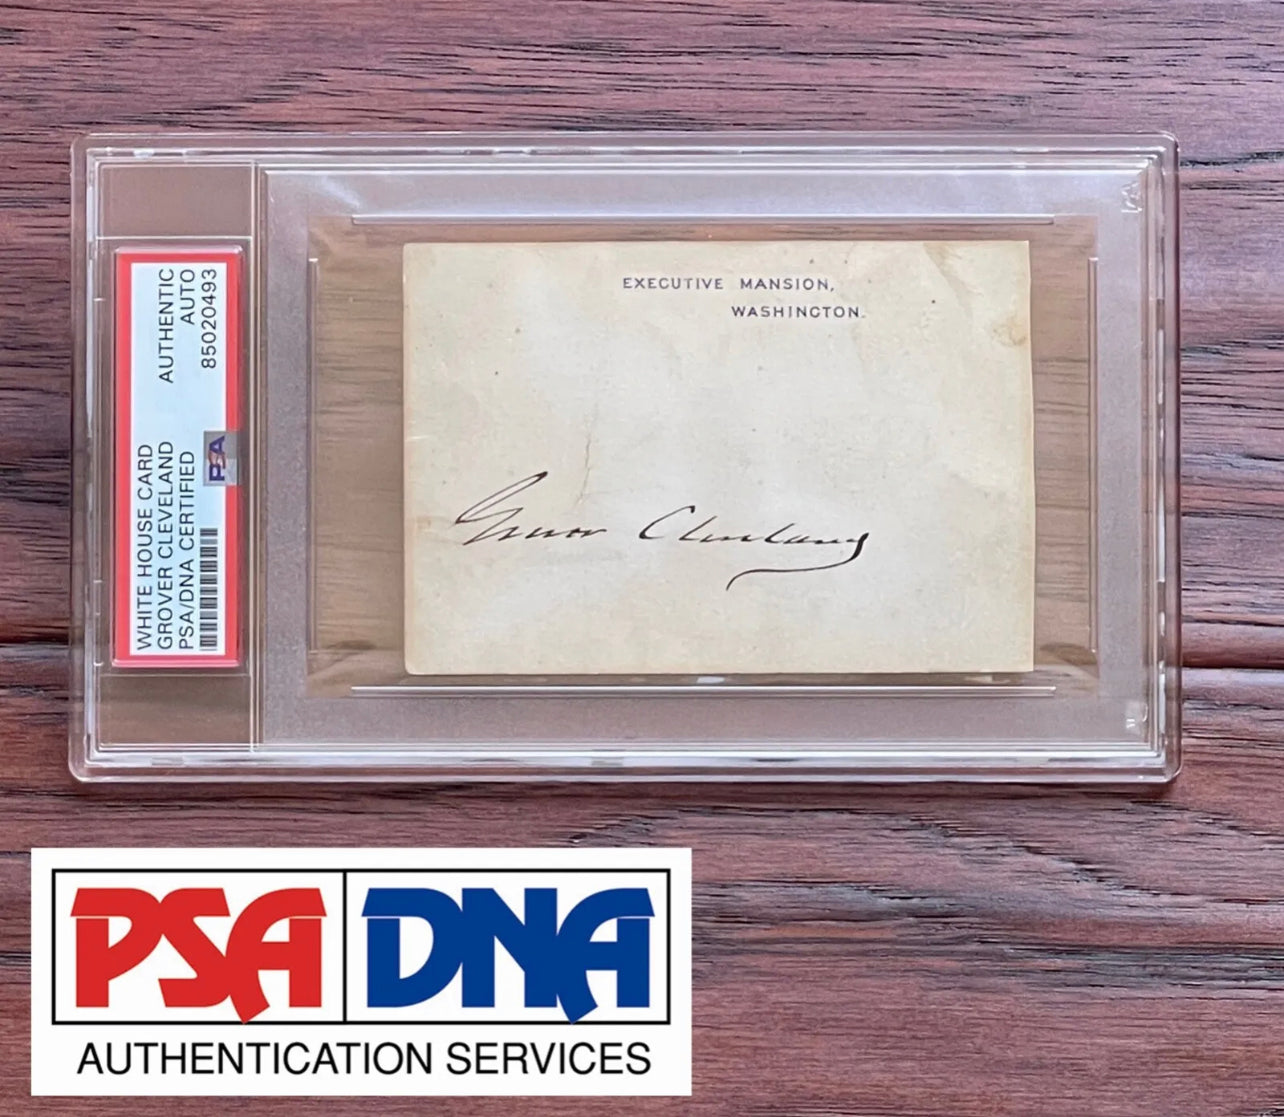 WHITE HOUSE CARD AUTHENTIC
GROVER CLEVELAND AUTO
PSA/DNA CERTIFIED 85020493
PSA
EXECUTIVE MANSION,
WASHINGTON.
Grover Cleveland
PSA DNA
AUTHENTICATION SERVICES